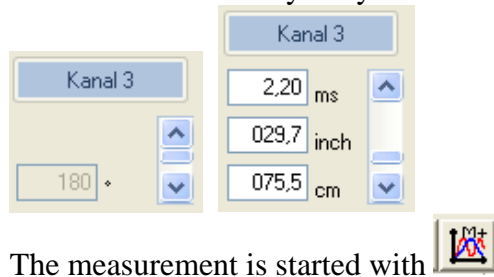 Kanal 3
180 °
Kanal 3
2,20 ms
029,7 inch
075,5 cm
The measurement is started with M+